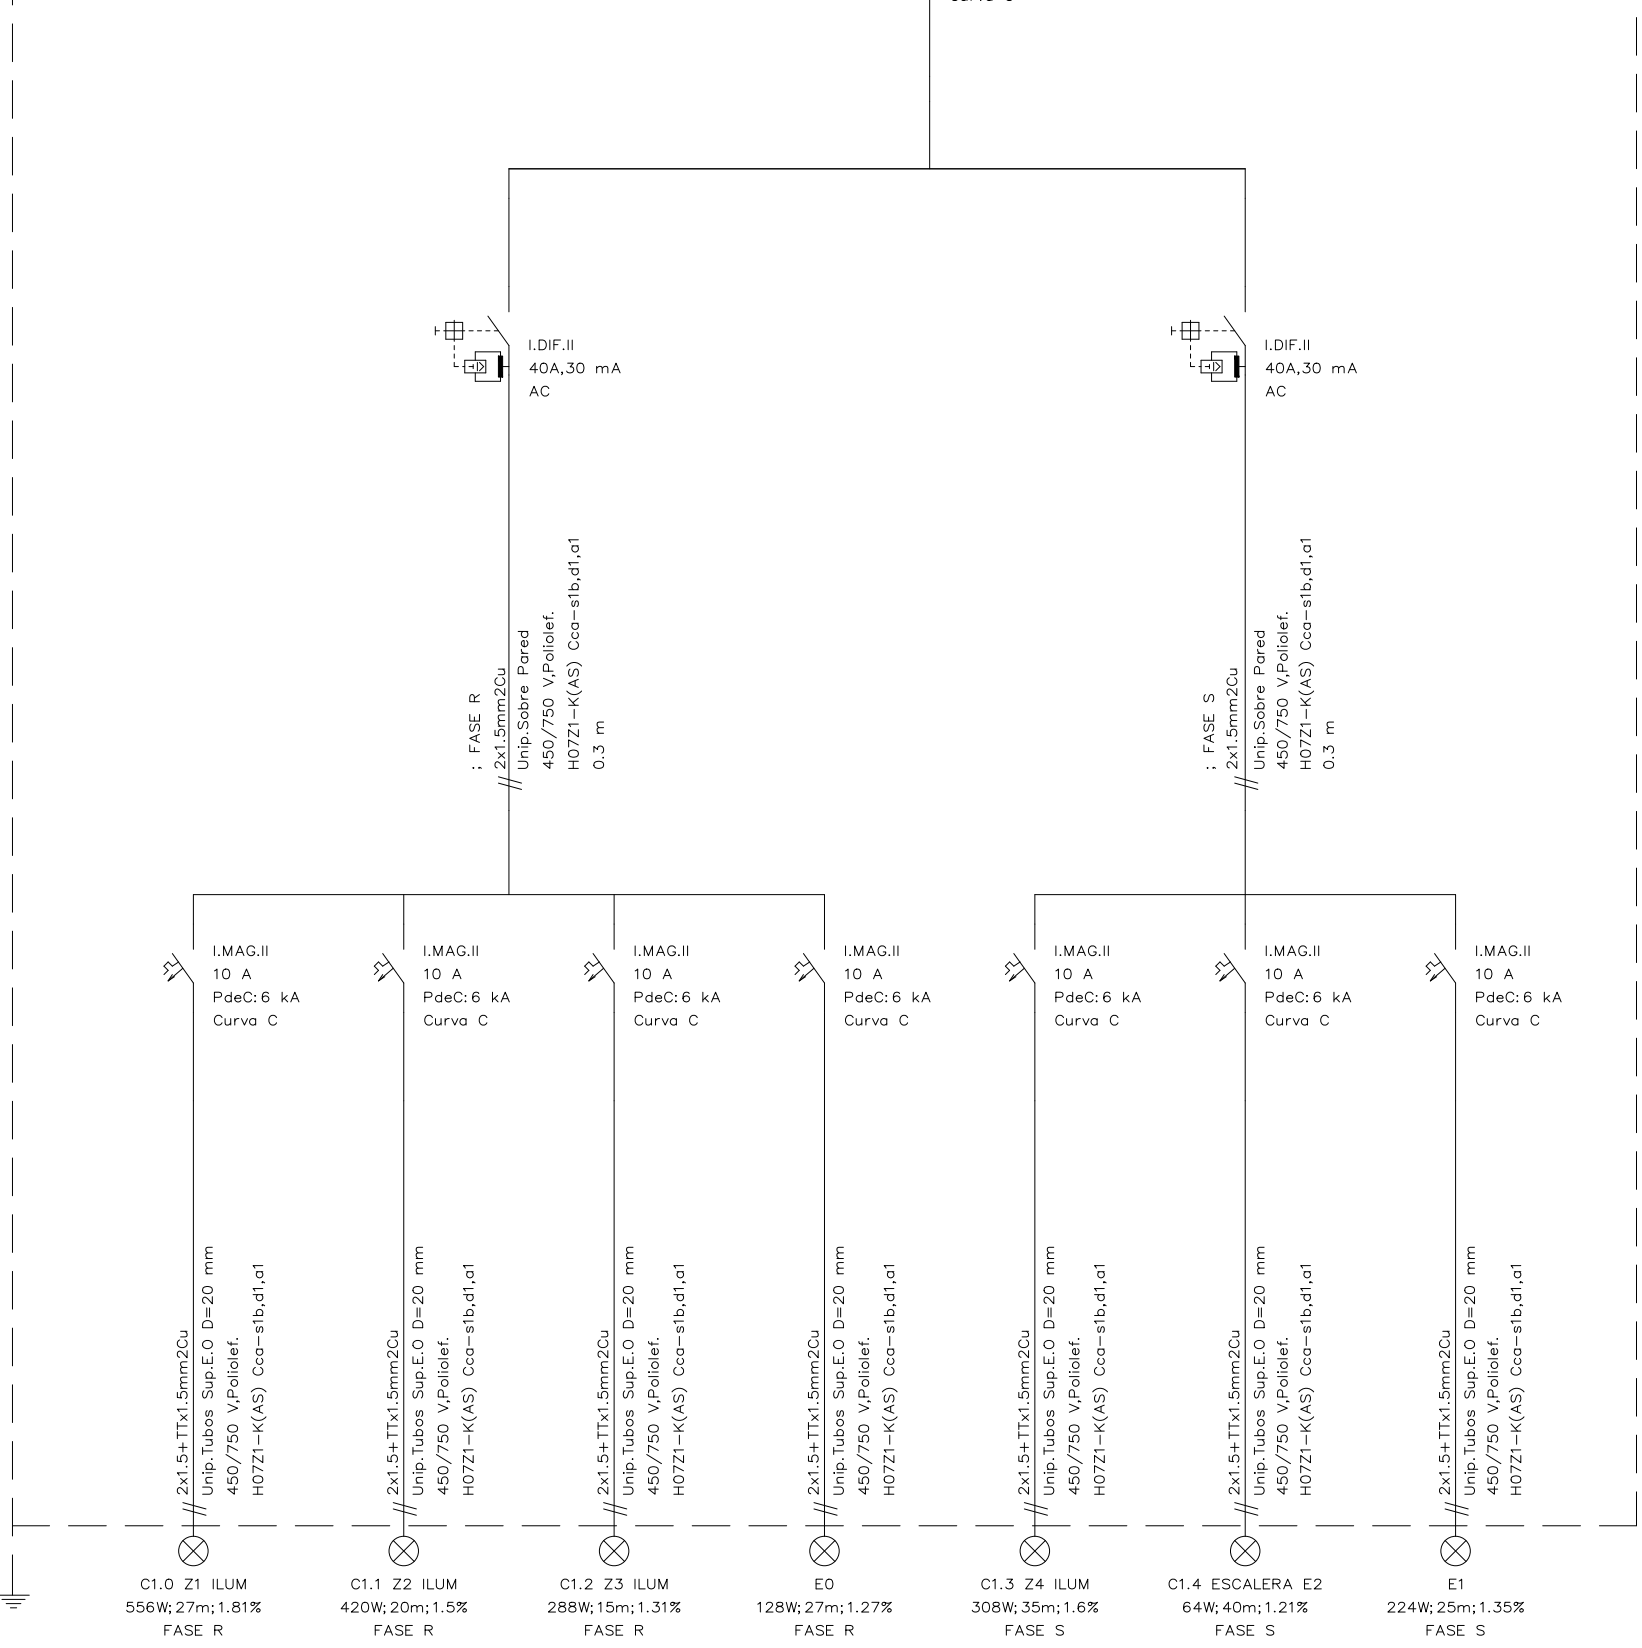 I.DIF.II
40A,30 mA
AC
I.DIF.II
40A,30 mA
AC
; FASE R
2x1.5mm2Cu
Unip.Sobre Pared
450/750 V,Poliolef.
H07Z1-K(AS) Cca-s1b,d1,a1
0.3 m
; FASE S
2x1.5mm2Cu
Unip.Sobre Pared
450/750 V,Poliolef.
H07Z1-K(AS) Cca-s1b,d1,a1
0.3 m
I.MAG.II
10 A
PdeC:6 kA
Curva C
I.MAG.II
10 A
PdeC:6 kA
Curva C
I.MAG.II
10 A
PdeC:6 kA
Curva C
I.MAG.II
10 A
PdeC:6 kA
Curva C
I.MAG.II
10 A
PdeC:6 kA
Curva C
I.MAG.II
10 A
PdeC:6 kA
Curva C
I.MAG.II
10 A
PdeC:6 kA
Curva C
2x1.5+TTx1.5mm2Cu
Unip.Tubos Sup.E.O D=20 mm
450/750 V,Poliolef.
H07Z1-K(AS) Cca-s1b,d1,a1
2x1.5+TTx1.5mm2Cu
Unip.Tubos Sup.E.O D=20 mm
450/750 V,Poliolef.
H07Z1-K(AS) Cca-s1b,d1,a1
2x1.5+TTx1.5mm2Cu
Unip.Tubos Sup.E.O D=20 mm
450/750 V,Poliolef.
H07Z1-K(AS) Cca-s1b,d1,a1
2x1.5+TTx1.5mm2Cu
Unip.Tubos Sup.E.O D=20 mm
450/750 V,Poliolef.
H07Z1-K(AS) Cca-s1b,d1,a1
2x1.5+TTx1.5mm2Cu
Unip.Tubos Sup.E.O D=20 mm
450/750 V,Poliolef.
H07Z1-K(AS) Cca-s1b,d1,a1
2x1.5+TTx1.5mm2Cu
Unip.Tubos Sup.E.O D=20 mm
450/750 V,Poliolef.
H07Z1-K(AS) Cca-s1b,d1,a1
2x1.5+TTx1.5mm2Cu
Unip.Tubos Sup.E.O D=20 mm
450/750 V,Poliolef.
H07Z1-K(AS) Cca-s1b,d1,a1
C1.0 Z1 ILUM
556W;27m;1.81%
FASE R
C1.1 Z2 ILUM
420W;20m;1.5%
FASE R
C1.2 Z3 ILUM
288W;15m;1.31%
FASE R
E0
128W;27m;1.27%
FASE R
C1.3 Z4 ILUM
308W;35m;1.6%
FASE S
C1.4 ESCALERA E2
64W;40m;1.21%
FASE S
E1
224W;25m;1.35%
FASE S